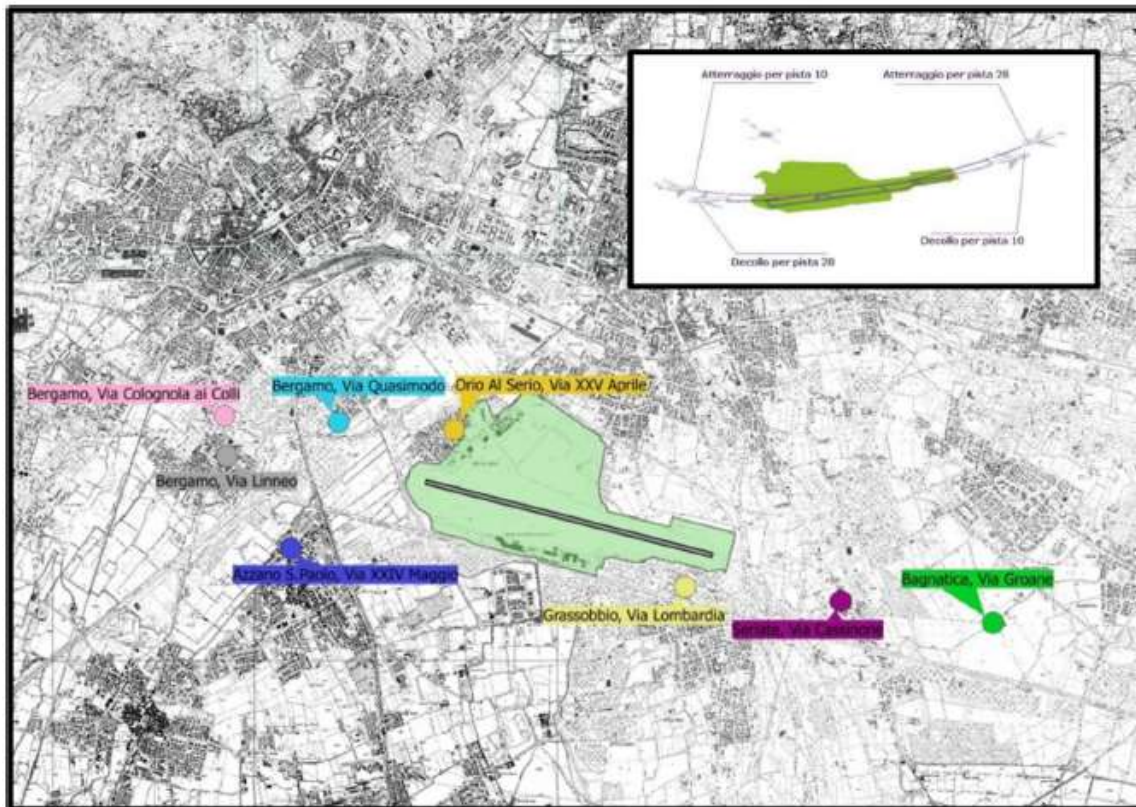 Atterraggio per pista 10
Atterraggio per pista 28
Decollo per pista 10
Decollo per pista 28
Bergamo, Via Colognola ai Colli
Bergamo, Via Quasimodo
Orio Al Serio, Via XXV Aprile
Bergamo, Via Linneo
Azzano S.Paolo, Via XXIV Maggio
Grassobbio, Via Lombardia
Seriate, Via Cassinone
Bagnatica, Via Groane